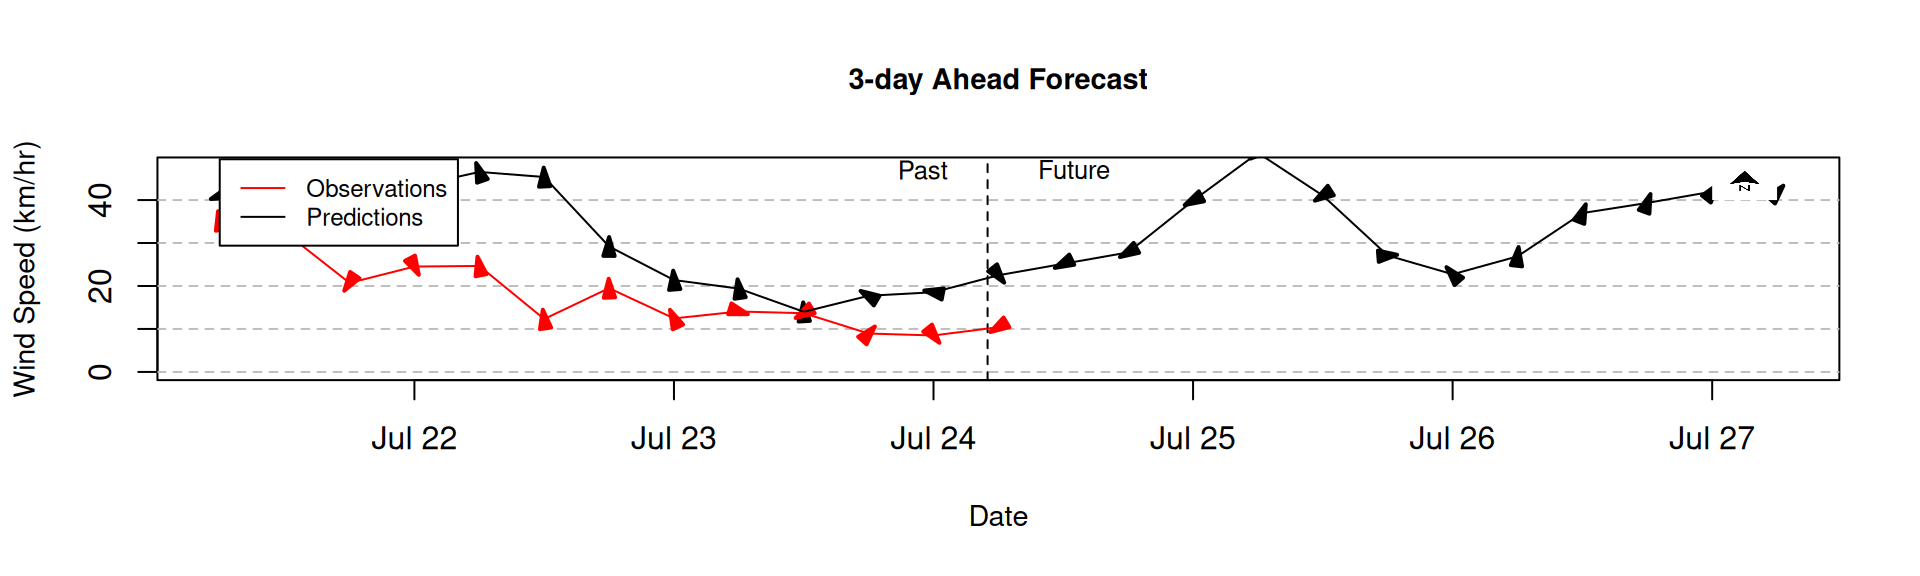 3-day Ahead Forecast
Wind Speed (km/hr)
40
20
0
Observations
Predictions
Past
Future
N
Jul 22
Jul 23
Jul 24
Jul 25
Jul 26
Jul 27
Date